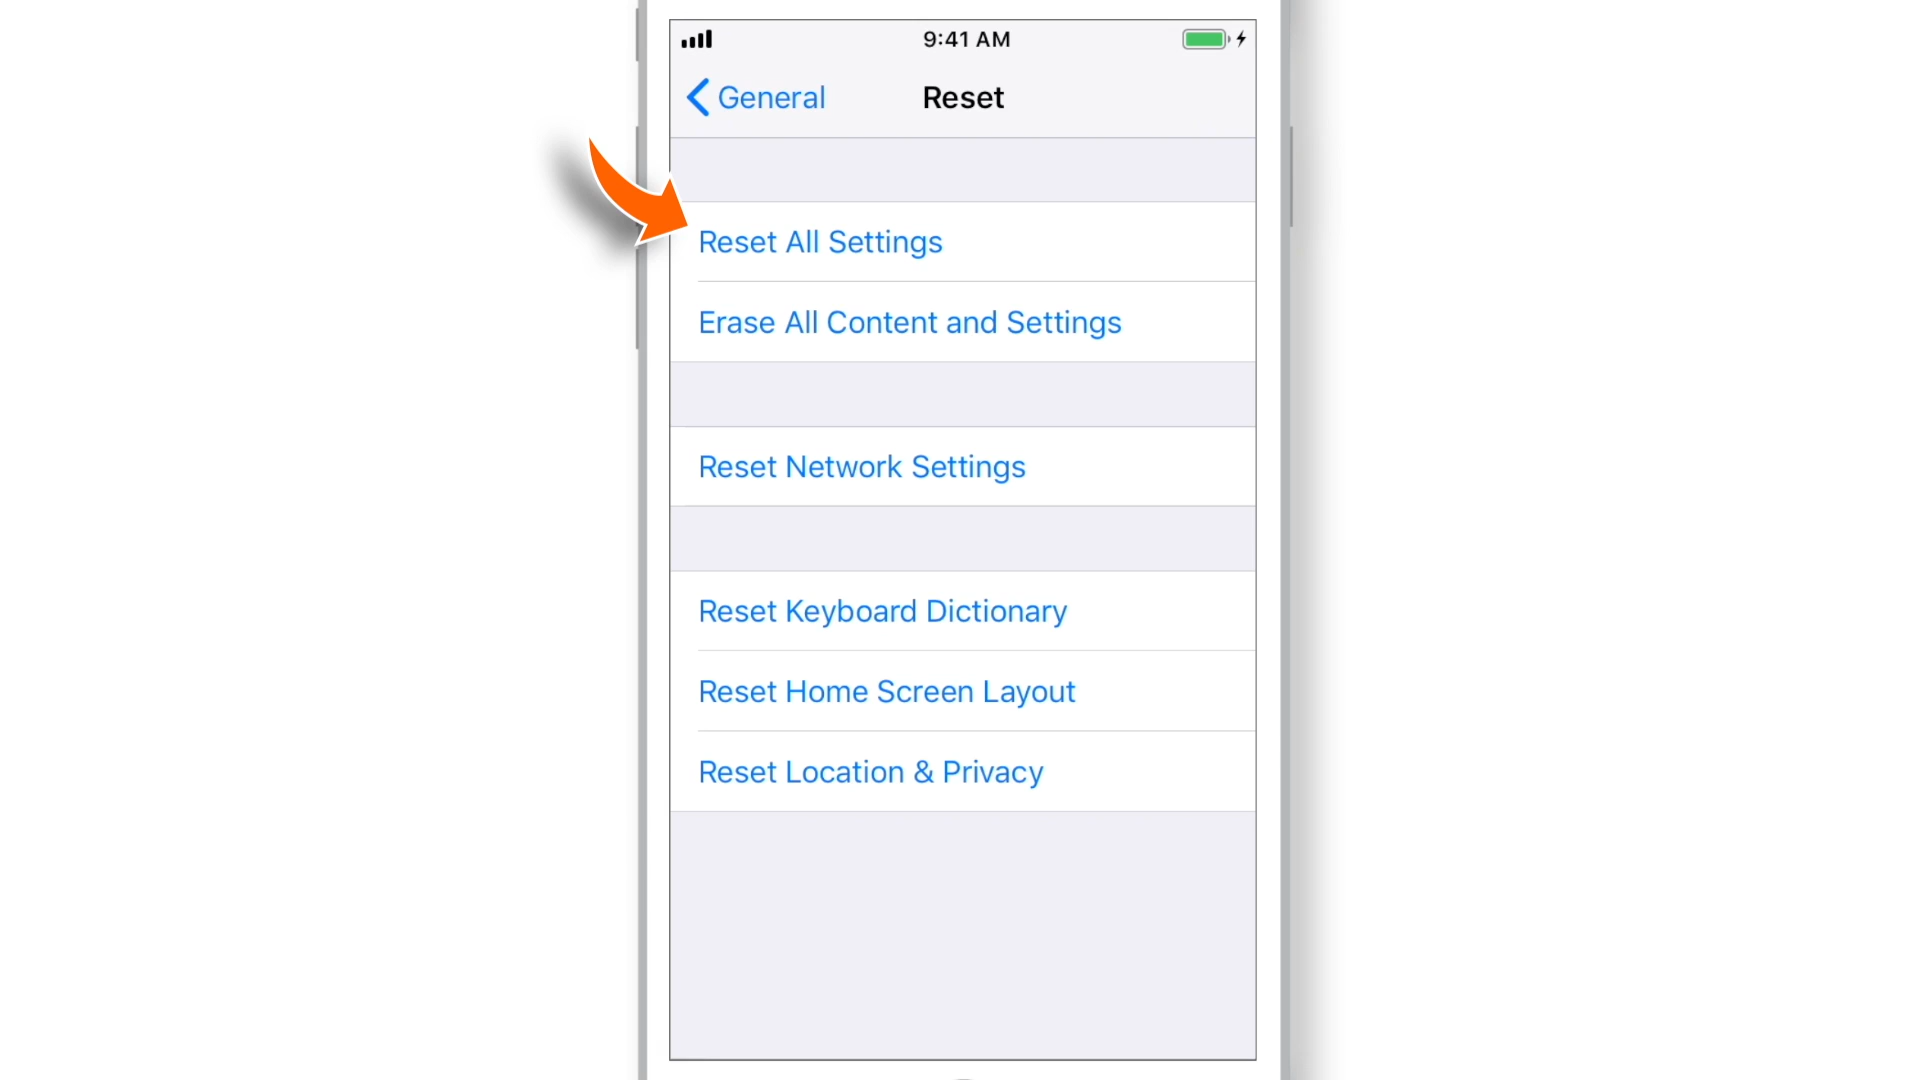 9:41 AM
General
Reset
Reset All Settings
Erase All Content and Settings
Reset Network Settings
Reset Keyboard Dictionary
Reset Home Screen Layout
Reset Location & Privacy